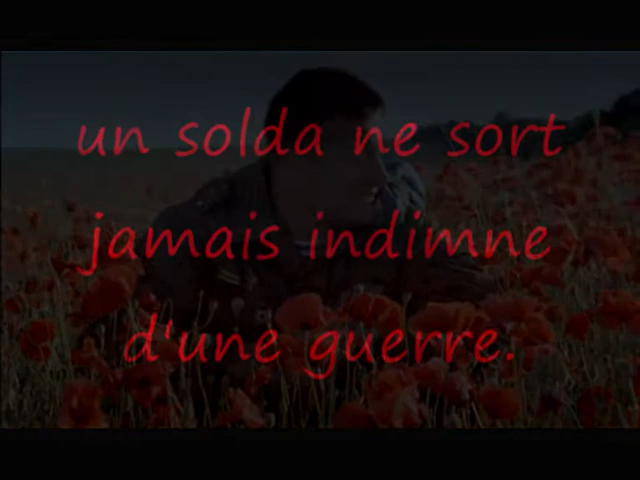 un solda ne sort
jamais indimne
d'une guerre.